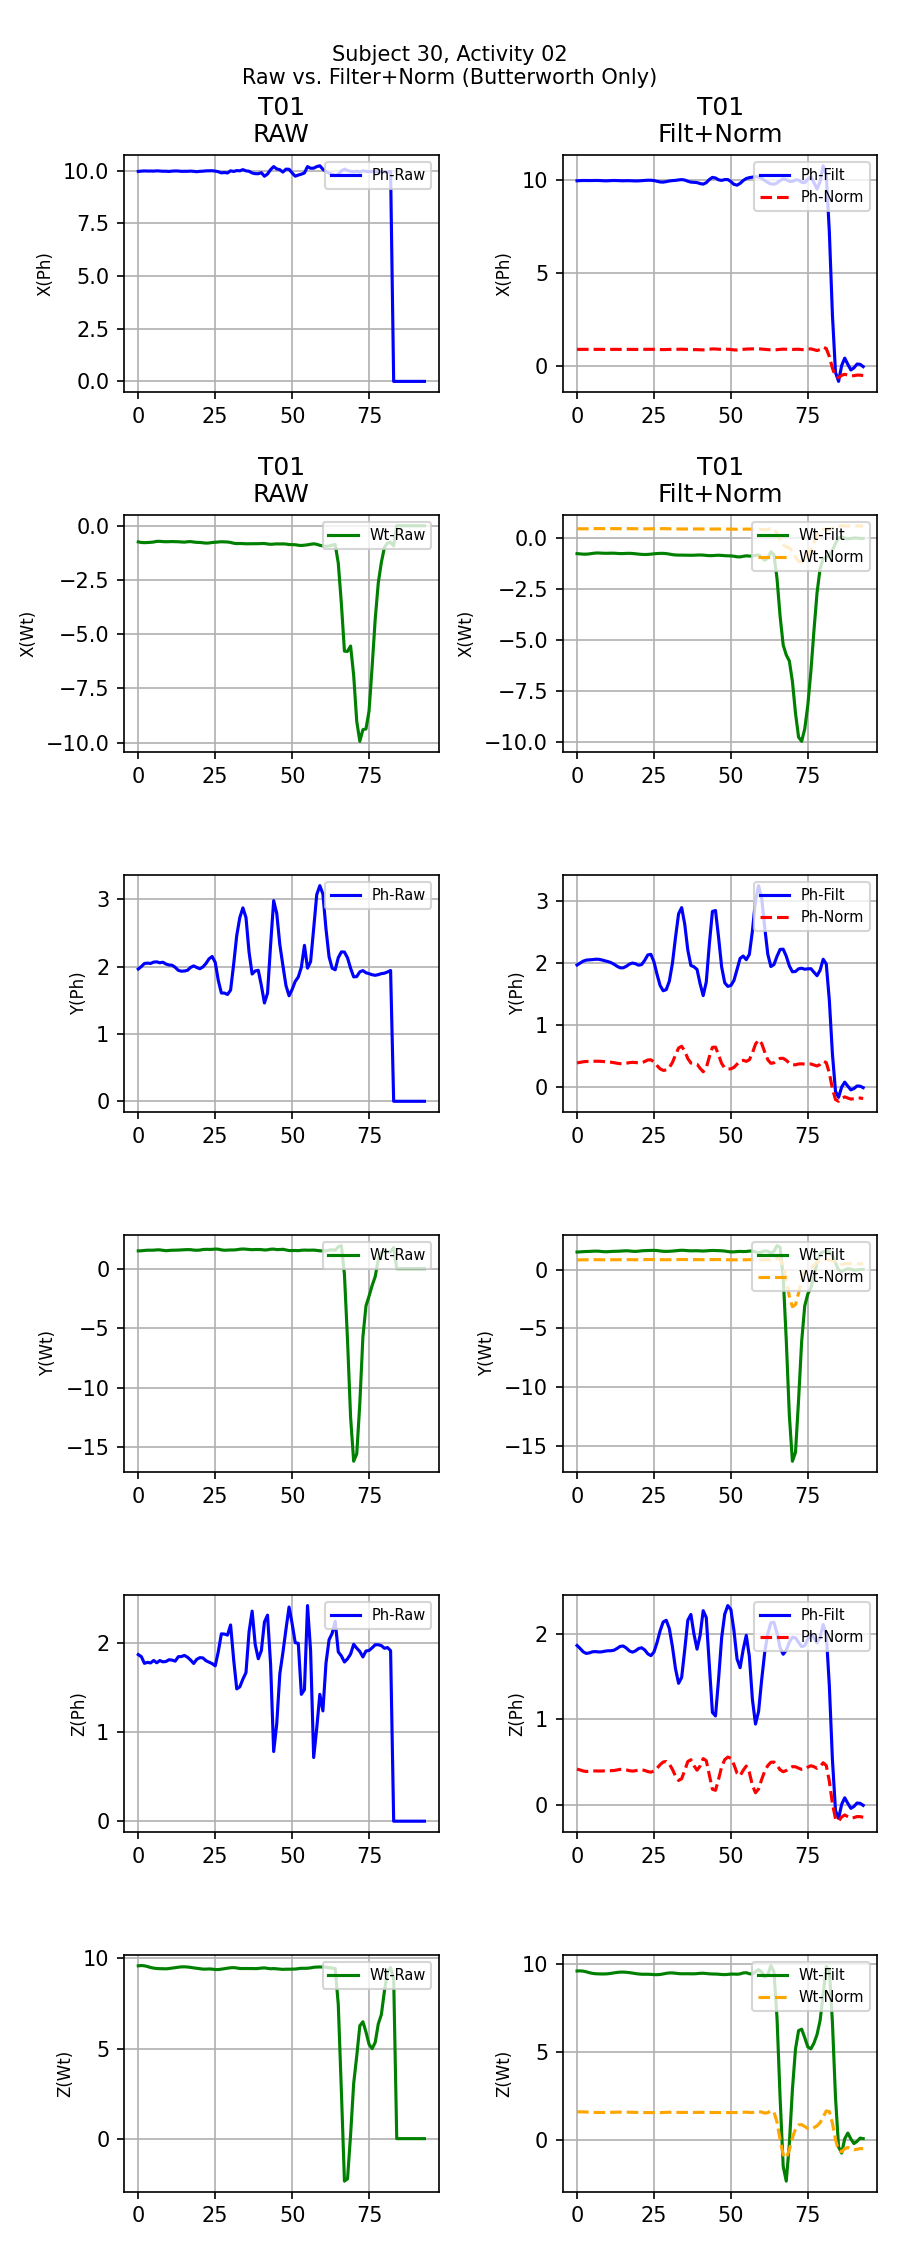 Subject 30, Activity 02
Raw vs. Filter+Norm (Butterworth Only)
T01
RAW
X(Ph)
10.0
7.5
5.0
2.5
0.0
0 25 50 75
Ph-Raw
T01
Filt+Norm
X(Ph)
10
5
0
0 25 50 75
Ph-Filt
Ph-Norm
T01
RAW
X(Wt)
0.0
−2.5
−5.0
−7.5
−10.0
0 25 50 75
Wt-Raw
T01
Filt+Norm
X(Wt)
0.0
−2.5
−5.0
−7.5
−10.0
0 25 50 75
Wt-Filt
Wt-Norm
Y(Ph)
3
2
1
0
0 25 50 75
Ph-Raw
Y(Ph)
3
2
1
0
0 25 50 75
Ph-Filt
Ph-Norm
Y(Wt)
0
−5
−10
−15
0 25 50 75
Wt-Raw
Y(Wt)
0
−5
−10
−15
0 25 50 75
Wt-Filt
Wt-Norm
Z(Ph)
2
1
0
0 25 50 75
Ph-Raw
Z(Ph)
2
1
0
0 25 50 75
Ph-Filt
Ph-Norm
Z(Wt)
10
5
0
0 25 50 75
Wt-Raw
Z(Wt)
10
5
0
0 25 50 75
Wt-Filt
Wt-Norm